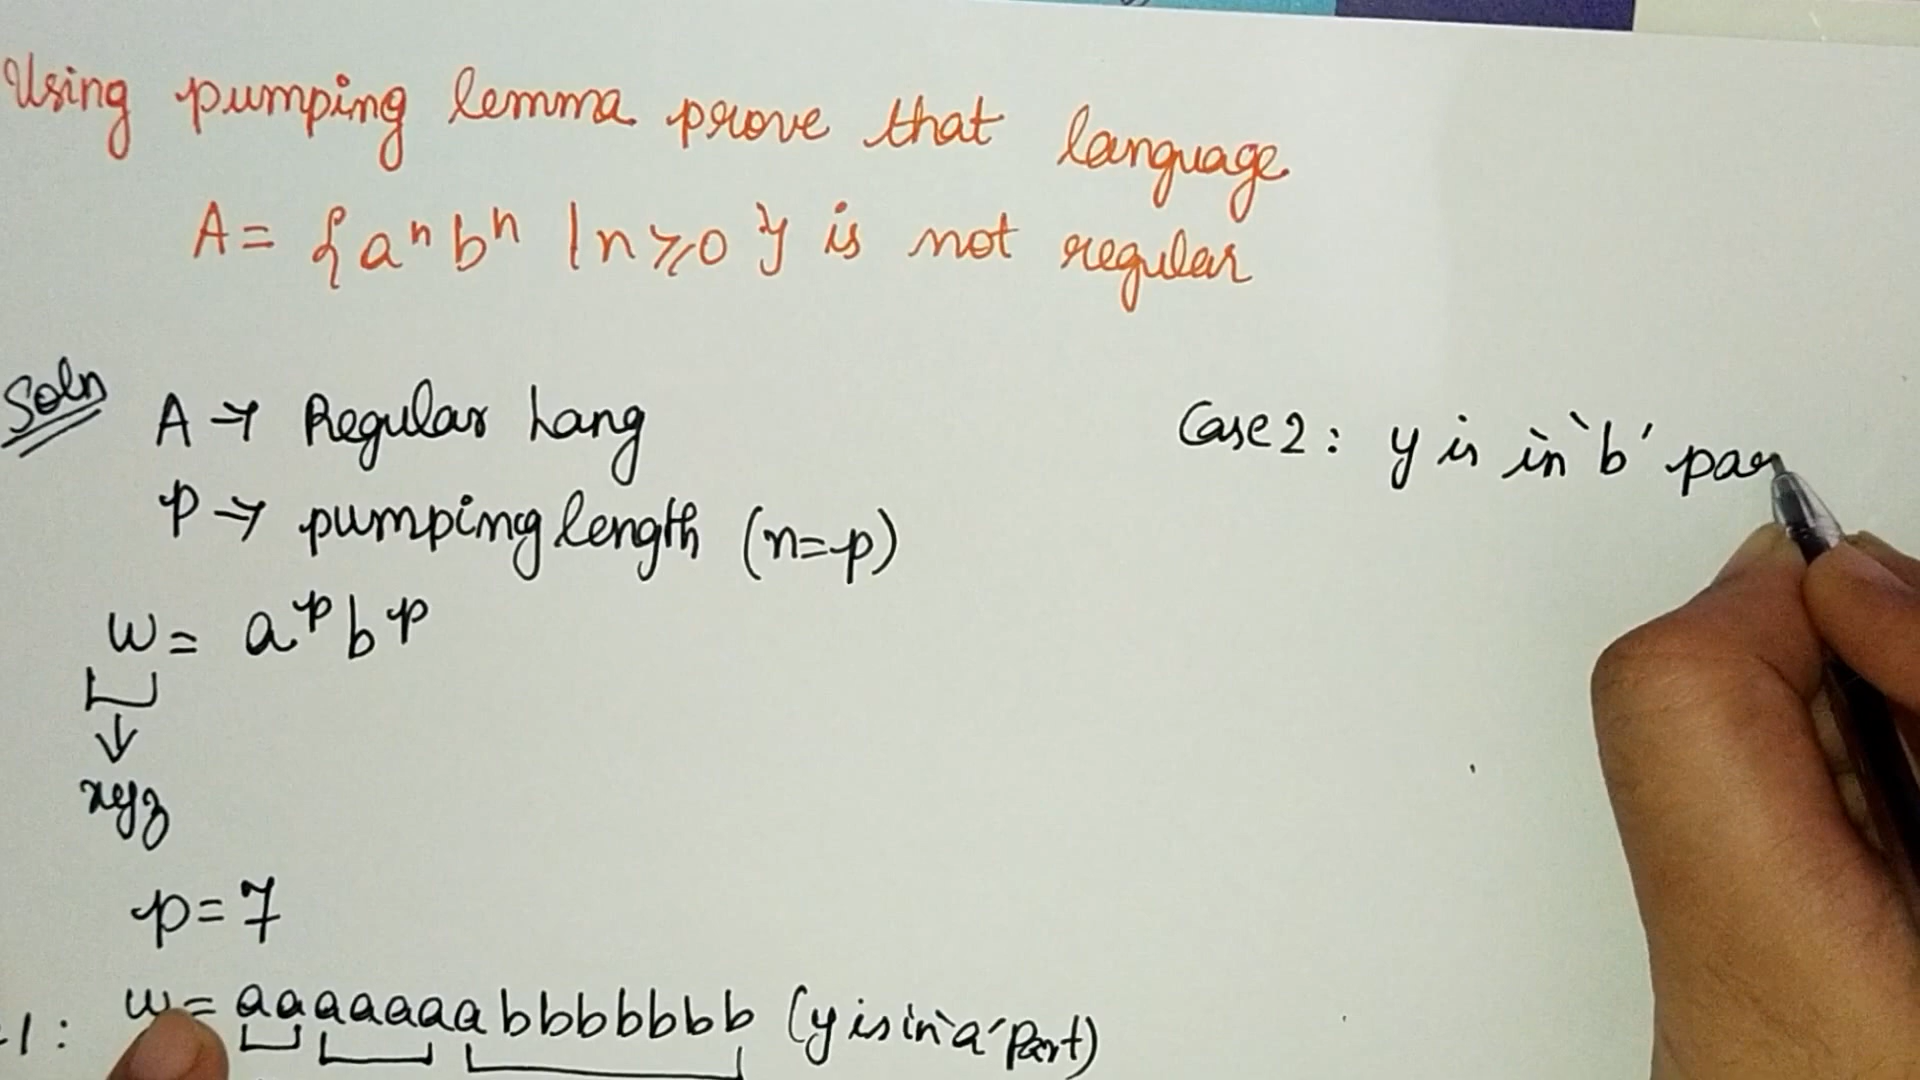 Using pumping lemma prove that language
A = {aⁿbⁿ | n ⩾ 0} is not regular
Soln
A → Regular Lang
P → pumping length (n=p)
w = aᵖbᵖ
↓
xyz
p = 7
-1: w = aaaaaaabbbbbbb (y is in 'a' Part)
Case 2: y is in 'b' par